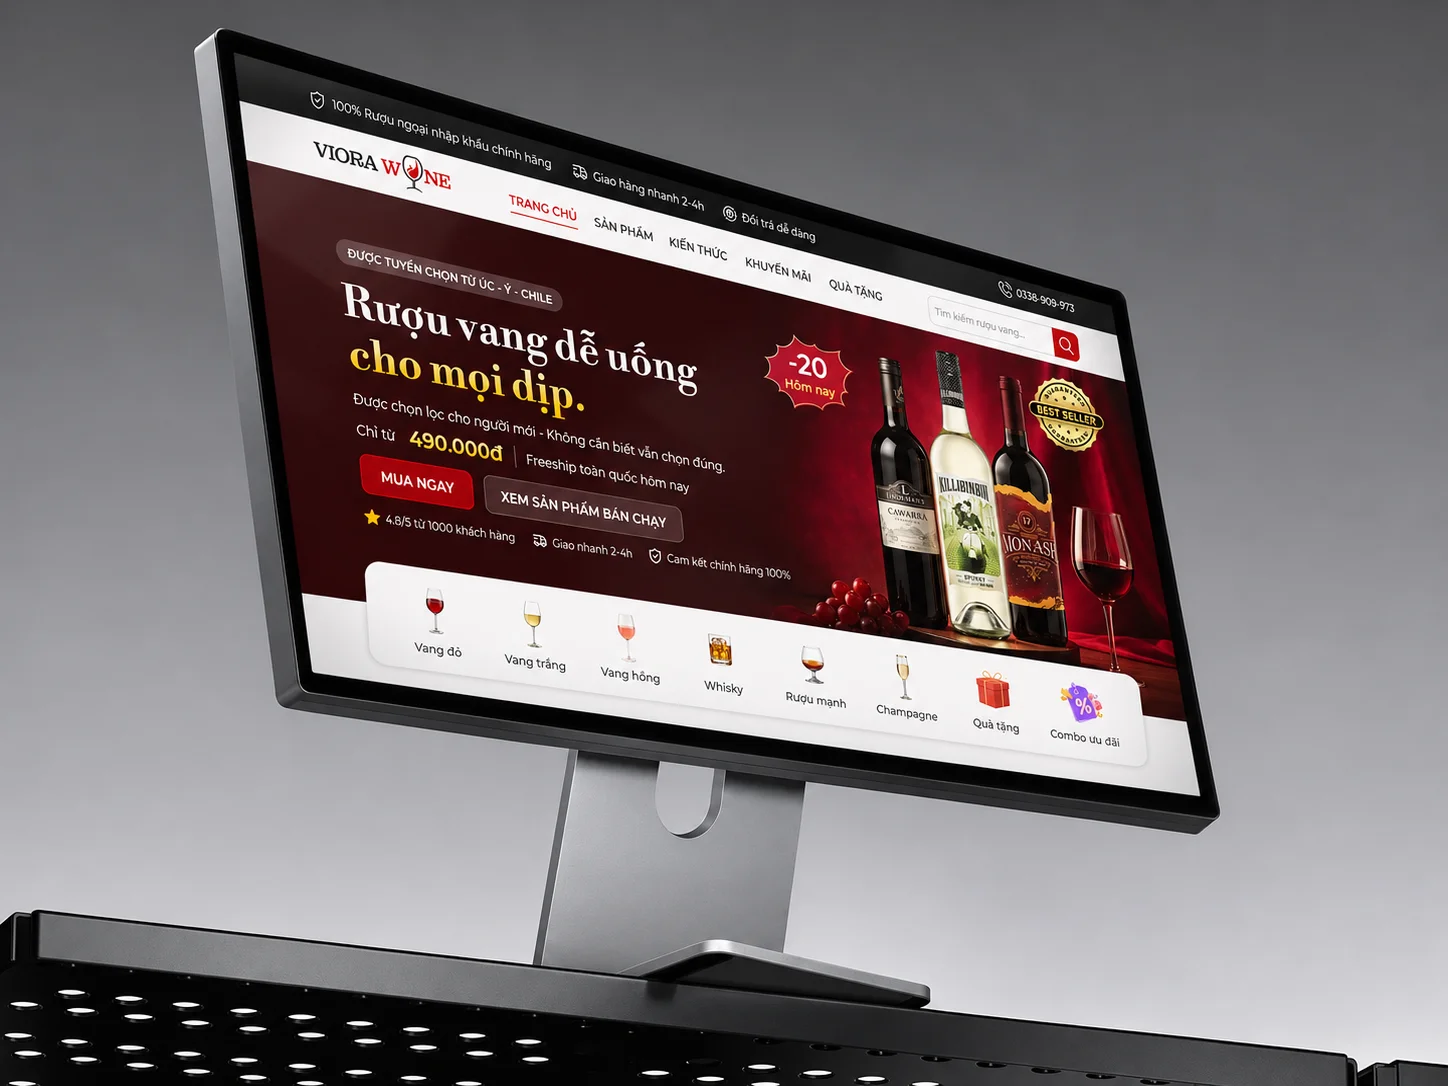 100% Rượu ngoại nhập khẩu chính hãng
Giao hàng nhanh 2-4h
Đổi trả dễ dàng
0338-909-973
VIORA WINE
TRANG CHỦ
SẢN PHẨM
KIẾN THỨC
KHUYẾN MÃI
QUÀ TẶNG
Tìm kiếm rượu vang...
ĐƯỢC TUYỂN CHỌN TỪ ÚC - Ý - CHILE
Rượu vang dễ uống
cho mọi dịp.
Được chọn lọc cho người mới - Không cần biết vẫn chọn đúng.
Chỉ từ 490.000đ
Freeship toàn quốc hôm nay
MUA NGAY
XEM SẢN PHẨM BÁN CHẠY
4.8/5 từ 1000 khách hàng
Giao nhanh 2-4h
Cam kết chính hãng 100%
-20
Hôm nay
GUARANTEED
BEST SELLER
GUARANTEED
CAWARRA
KILLIBINBIN
17
MONASH
Vang đỏ
Vang trắng
Vang hồng
Whisky
Rượu mạnh
Champagne
Quà tặng
Combo ưu đãi